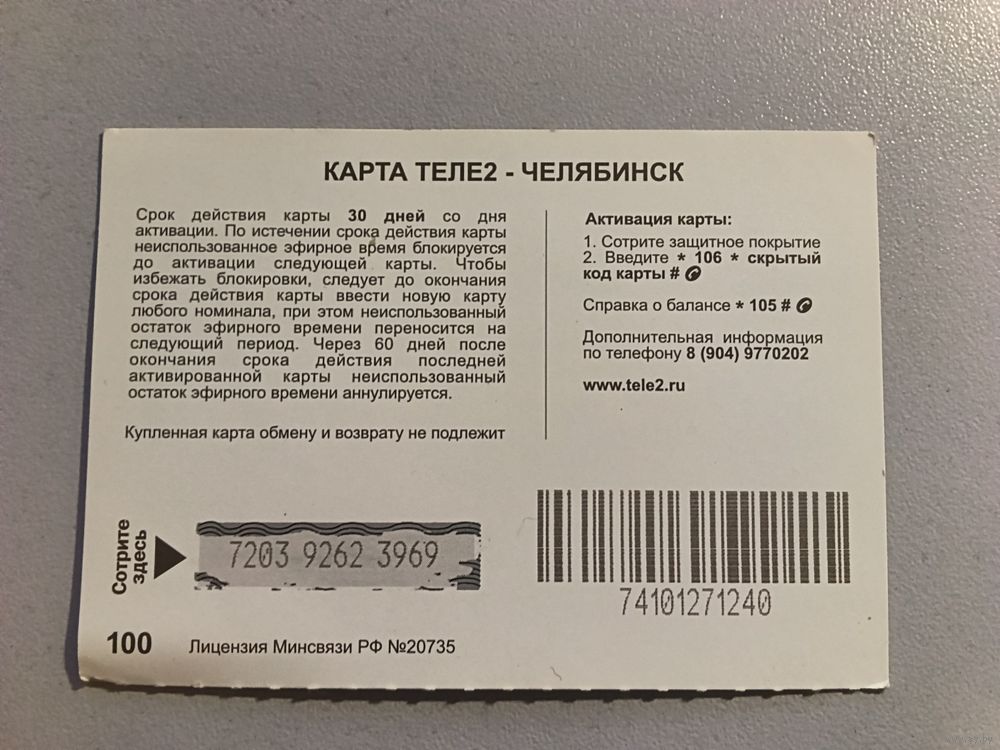 КАРТА ТЕЛЕ2 - ЧЕЛЯБИНСК
Срок действия карты 30 дней со дня
активации. По истечении срока действия карты
неиспользованное эфирное время блокируется
до активации следующей карты. Чтобы
избежать блокировки, следует до окончания
срока действия карты ввести новую карту
любого номинала, при этом неиспользованный
остаток эфирного времени переносится на
следующий период. Через 60 дней после
окончания срока действия последней
активированной карты неиспользованный
остаток эфирного времени аннулируется.
Купленная карта обмену и возврату не подлежит
Активация карты:
1. Сотрите защитное покрытие
2. Введите * 106 * скрытый
код карты #
Справка о балансе * 105 #
Дополнительная информация
по телефону 8 (904) 9770202
www.tele2.ru
Сотрите
здесь
7203 9262 3969
74101271240
100
Лицензия Минсвязи РФ №20735